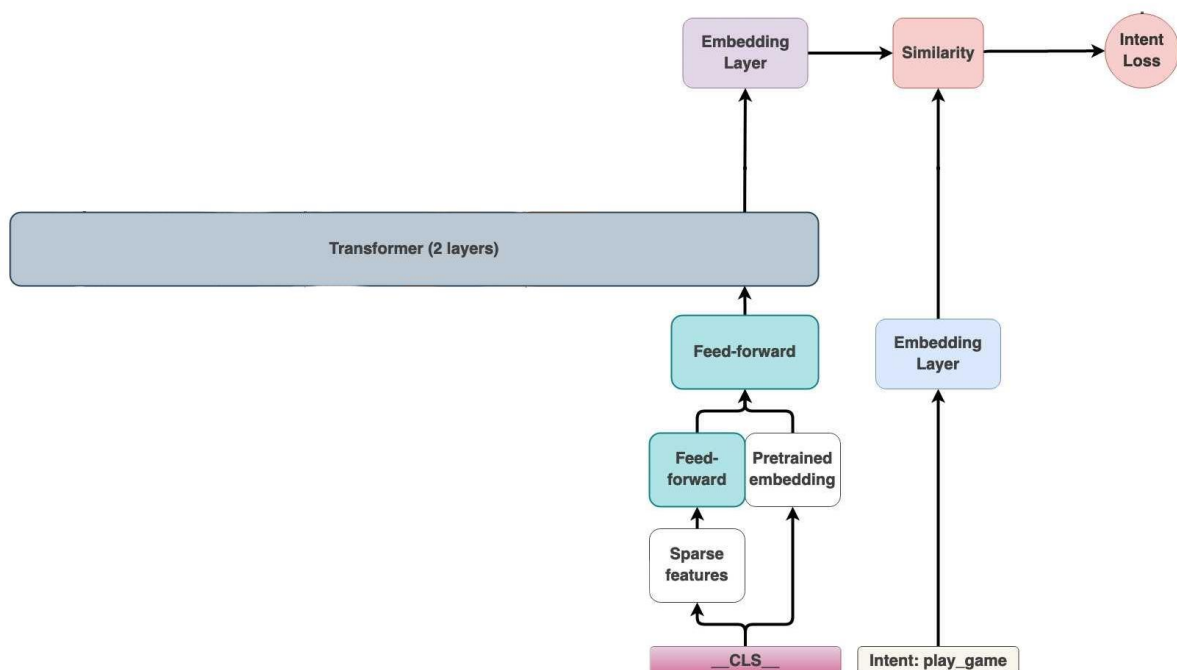 Embedding
Layer
Similarity
Intent
Loss
Transformer (2 layers)
Feed-forward
Embedding
Layer
Feed-
forward
Pretrained
embedding
Sparse
features
__CLS__
Intent: play_game